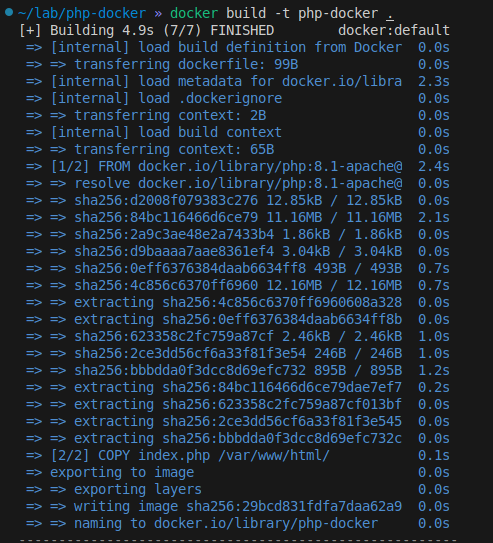 ~/lab/php-docker » docker build -t php-docker .
[+] Building 4.9s (7/7) FINISHED docker:default
=> [internal] load build definition from Docker 0.0s
=> => transferring dockerfile: 99B 0.0s
=> [internal] load metadata for docker.io/libra 2.3s
=> [internal] load .dockerignore 0.0s
=> => transferring context: 2B 0.0s
=> [internal] load build context 0.0s
=> => transferring context: 65B 0.0s
=> [1/2] FROM docker.io/library/php:8.1-apache@ 2.4s
=> => resolve docker.io/library/php:8.1-apache@ 0.0s
=> => sha256:d2008f079383c276 12.85kB / 12.85kB 0.0s
=> => sha256:84bc116466d6ce79 11.16MB / 11.16MB 2.1s
=> => sha256:2a9c3ae48e2a7433b4 1.86kB / 1.86kB 0.0s
=> => sha256:d9baaaa7aae8361ef4 3.04kB / 3.04kB 0.0s
=> => sha256:0eff6376384daab6634ff8 493B / 493B 0.7s
=> => sha256:4c856c6370ff6960 12.16MB / 12.16MB 0.7s
=> => extracting sha256:4c856c6370ff6960608a328 0.0s
=> => extracting sha256:0eff6376384daab6634ff8b 0.0s
=> => sha256:623358c2fc759a87cf 2.46kB / 2.46kB 1.0s
=> => sha256:2ce3dd56cf6a33f81f3e54 246B / 246B 1.0s
=> => sha256:bbbdda0f3dcc8d69efc732 895B / 895B 1.2s
=> => extracting sha256:84bc116466d6ce79dae7ef7 0.2s
=> => extracting sha256:623358c2fc759a87cf013bf 0.0s
=> => extracting sha256:2ce3dd56cf6a33f81f3e545 0.0s
=> => extracting sha256:bbbdda0f3dcc8d69efc732c 0.0s
=> [2/2] COPY index.php /var/www/html/ 0.1s
=> exporting to image 0.0s
=> => exporting layers 0.0s
=> => writing image sha256:29bcd831fdfa7daa62a9 0.0s
=> => naming to docker.io/library/php-docker 0.0s